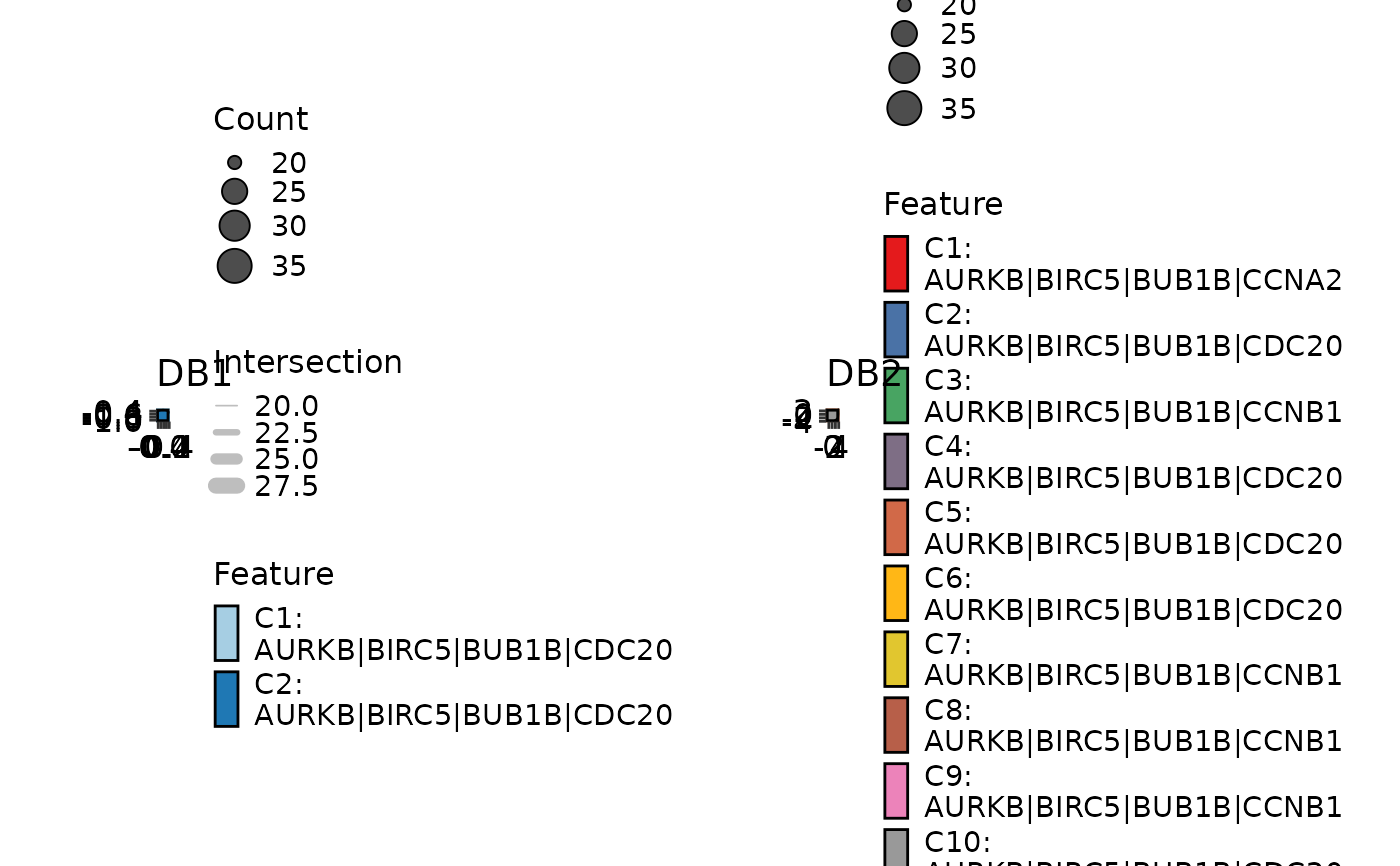 Count
20
25
30
35
DB1
Intersection
20.0
22.5
25.0
27.5
Feature
C1:
AURKB|BIRC5|BUB1B|CDC20
C2:
AURKB|BIRC5|BUB1B|CDC20
20
25
30
35
Feature
C1:
AURKB|BIRC5|BUB1B|CCNA2
C2:
AURKB|BIRC5|BUB1B|CDC20
DB2
C3:
AURKB|BIRC5|BUB1B|CCNB1
C4:
AURKB|BIRC5|BUB1B|CDC20
C5:
AURKB|BIRC5|BUB1B|CDC20
C6:
AURKB|BIRC5|BUB1B|CDC20
C7:
AURKB|BIRC5|BUB1B|CCNB1
C8:
AURKB|BIRC5|BUB1B|CCNB1
C9:
AURKB|BIRC5|BUB1B|CCNB1
C10:
AURKB|BIRC5|BUB1B|CDC20